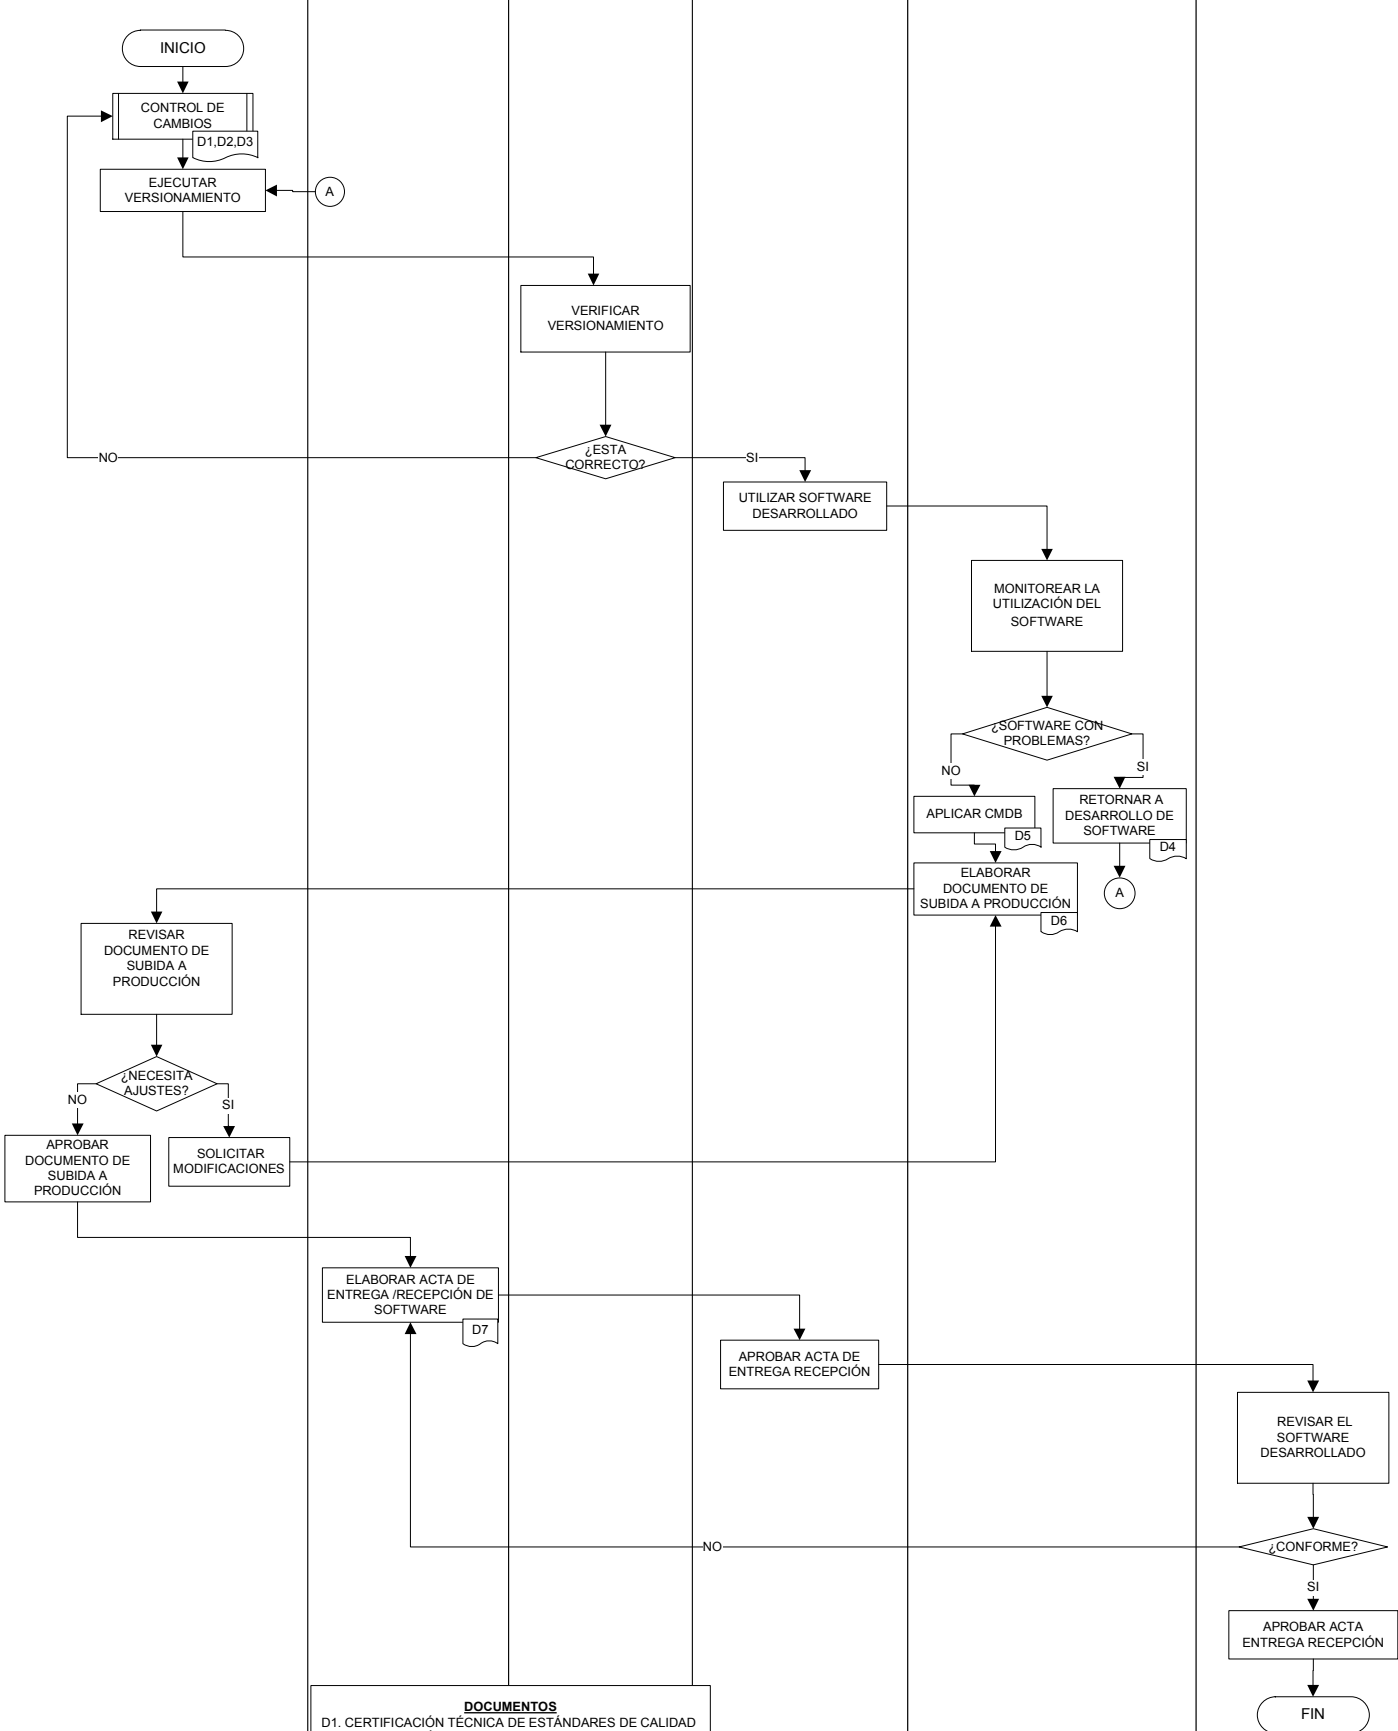 INICIO
CONTROL DE
CAMBIOS
D1,D2,D3
EJECUTAR
VERSIONAMIENTO
A
VERIFICAR
VERSIONAMIENTO
¿ESTA
CORRECTO?
NO
SI
UTILIZAR SOFTWARE
DESARROLLADO
MONITOREAR LA
UTILIZACIÓN DEL
SOFTWARE
¿SOFTWARE CON
PROBLEMAS?
NO
SI
APLICAR CMDB
D5
RETORNAR A
DESARROLLO DE
SOFTWARE
D4
A
ELABORAR
DOCUMENTO DE
SUBIDA A PRODUCCIÓN
D6
REVISAR
DOCUMENTO DE
SUBIDA A
PRODUCCIÓN
¿NECESITA
AJUSTES?
NO
SI
APROBAR
DOCUMENTO DE
SUBIDA A
PRODUCCIÓN
SOLICITAR
MODIFICACIONES
ELABORAR ACTA DE
ENTREGA /RECEPCIÓN DE
SOFTWARE
D7
APROBAR ACTA DE
ENTREGA RECEPCIÓN
REVISAR EL
SOFTWARE
DESARROLLADO
¿CONFORME?
NO
SI
APROBAR ACTA
ENTREGA RECEPCIÓN
FIN
DOCUMENTOS
D1. CERTIFICACIÓN TÉCNICA DE ESTÁNDARES DE CALIDAD